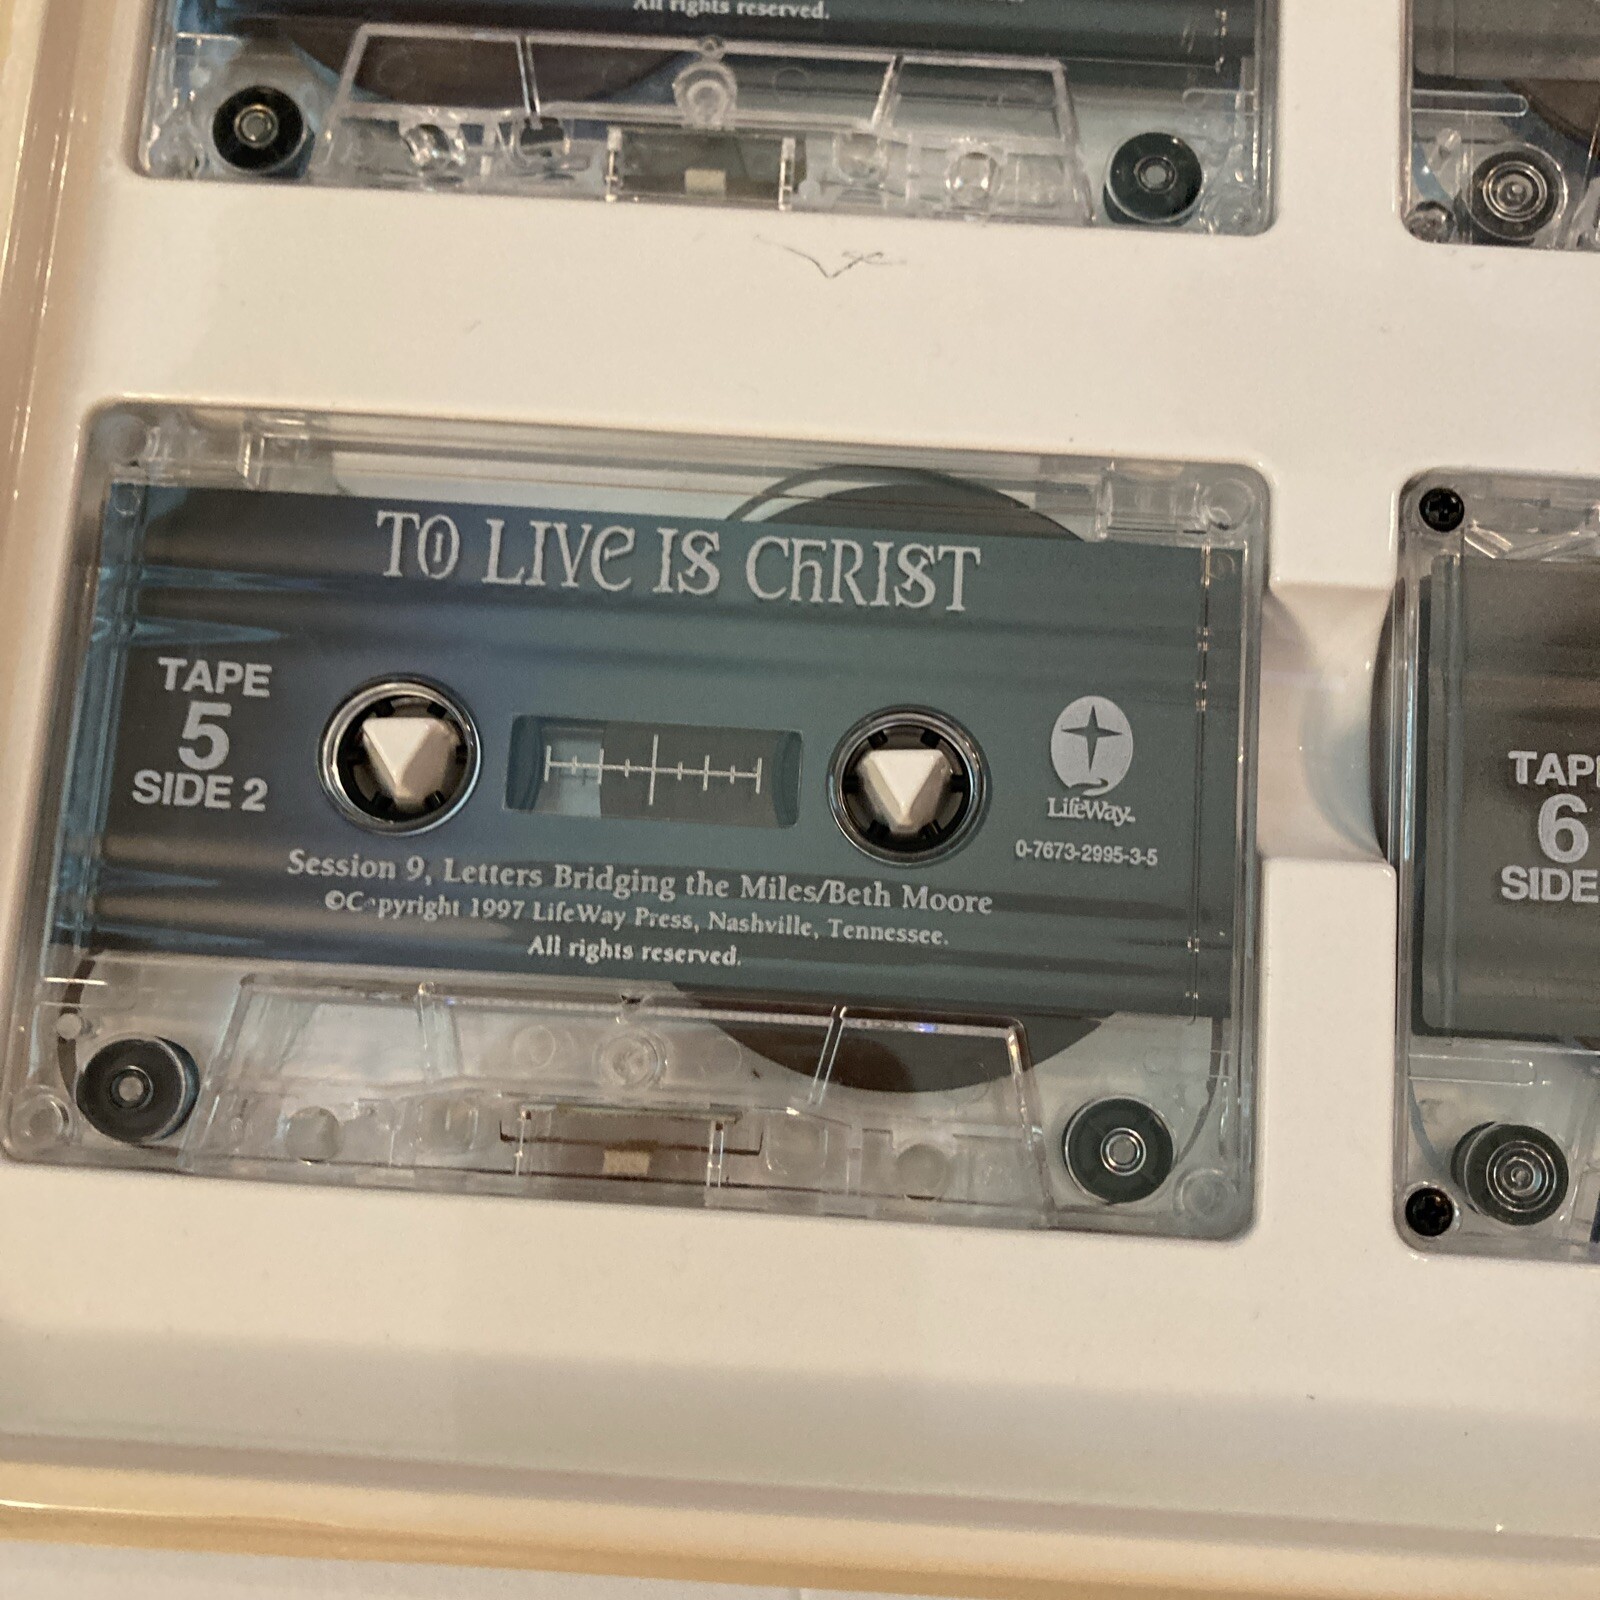 All rights reserved.
TO LIVE IS CHRIST
TAPE
5
SIDE 2
LifeWay
0-7673-2995-3-5
Session 9, Letters Bridging the Miles/Beth Moore
©Copyright 1997 LifeWay Press, Nashville, Tennessee.
All rights reserved.
TAPE
6
SIDE